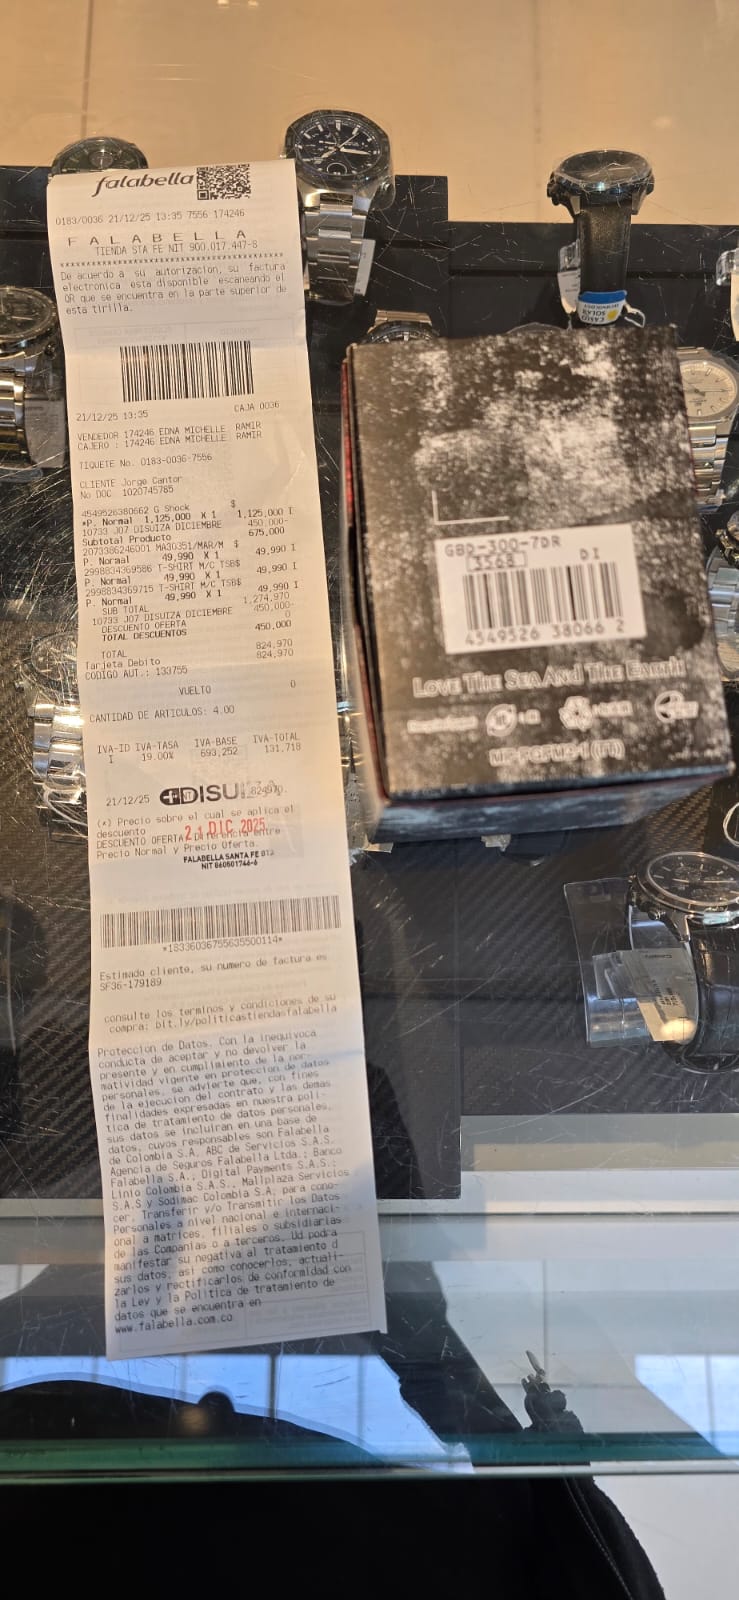 falabella
0183/0036 21/12/25 13:35 7556 174246
F A L A B E L L A
TIENDA STA FE NIT 900.017.447-8
De acuerdo a su autorizacion, su factura
electronica esta disponible escaneando el
QR que se encuentra en la parte superior de
esta tirilla.
21/12/25 13:35 CAJA 0036
VENDEDOR 174246 EDNA MICHELLE RAMIR
CAJERO : 174246 EDNA MICHELLE RAMIR
TIQUETE No. 0183-0036-7556
CLIENTE Jorge Cantor
No DOC 1020745785
4549526380662 G Shock $
*P. Normal 1,125,000 X 1 1,125,000 I
10733 J07 DISUIZA DICIEMBRE 450,000-
Subtotal Producto 675,000
2073386246001 MA30351/MAR/M $
P. Normal 49,990 X 1 49,990 I
2998834369586 T-SHIRT M/C TSB$
P. Normal 49,990 X 1 49,990 I
2998834369715 T-SHIRT M/C TSB$
P. Normal 49,990 X 1 49,990 I
SUB TOTAL 1,274,970
10733 J07 DISUIZA DICIEMBRE 450,000-
DESCUENTO OFERTA 0
TOTAL DESCUENTOS 450,000
TOTAL 824,970
Tarjeta Debito 824,970
CODIGO AUT.: 133755
VUELTO 0
CANTIDAD DE ARTICULOS: 4.00
IVA-ID IVA-TASA IVA-BASE IVA-TOTAL
I 19.00% 693,252 131,718
21/12/25 DISUIZA 824970.
(*) Precio sobre el cual se aplica el
descuento
21 DIC 2025
DESCUENTO OFERTA: Diferencia entre
Precio Normal y Precio Oferta.
FALABELLA SANTA FE
NIT 860501746-6
*18336036755635500114*
Estimado cliente, su numero de factura es
SF36-179189
consulte los terminos y condiciones de su
compra: bit.ly/politicastiendasfalabella
Proteccion de Datos. Con la inequivoca
conducta de aceptar y no devolver la
presente y en cumplimiento de la nor-
matividad vigente en proteccion de datos
personales, se advierte que, con fines
de la ejecucion del contrato y las demas
finalidades expresadas en nuestra poli-
tica de tratamiento de datos personales,
sus datos se incluiran en una base de
datos, cuyos responsables son Falabella
de Colombia S.A, ABC de Servicios S.A.S,
Agencia de Seguros Falabella Ltda.; Banco
Falabella S.A.; Digital Payments S.A.S.;
Linio Colombia S.A.S., Mallplaza Servicios
S.A.S y Sodimac Colombia S.A. para cono-
cer, Transferir y/o Transmitir los Datos
Personales a nivel nacional e internaci-
onal a matrices, filiales o subsidiarias
de las Companias o a terceros. Ud podra
manifestar su negativa al tratamiento d
sus datos, asi como conocerlos, actuali-
zarlos y rectificarlos de conformidad con
la Ley y la Politica de tratamiento de
datos que se encuentra en
www.falabella.com.co
CASIO
SOLAR
GBD-300-7DR
3568 DI
4549526 38066 2
LOVE THE SEA AND THE EARTH